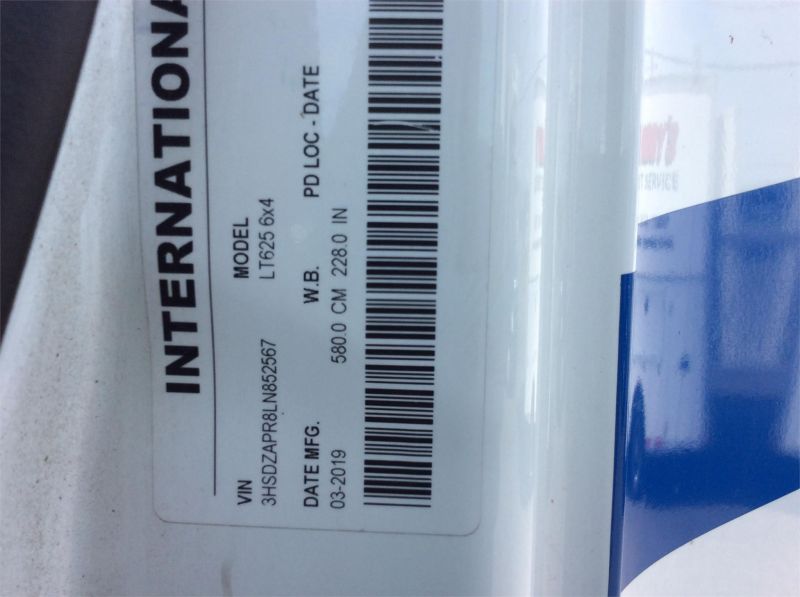 INTERNATIONA
VIN MODEL
3HSDZAPR8LN852567 LT625 6x4
DATE MFG. W.B. PD LOC - DATE
03-2019 580.0 CM 228.0 IN
SERVICE